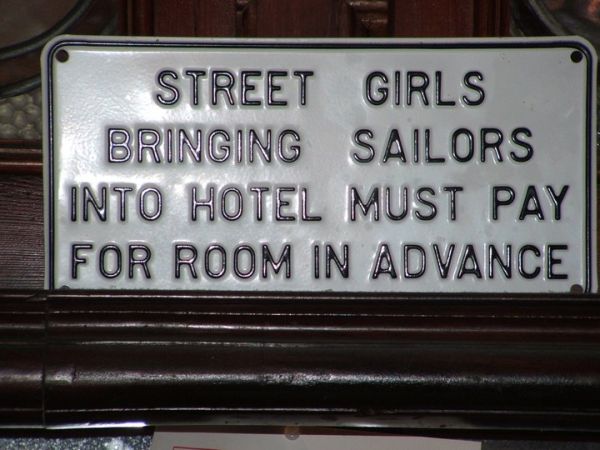 STREET GIRLS
BRINGING SAILORS
INTO HOTEL MUST PAY
FOR ROOM IN ADVANCE